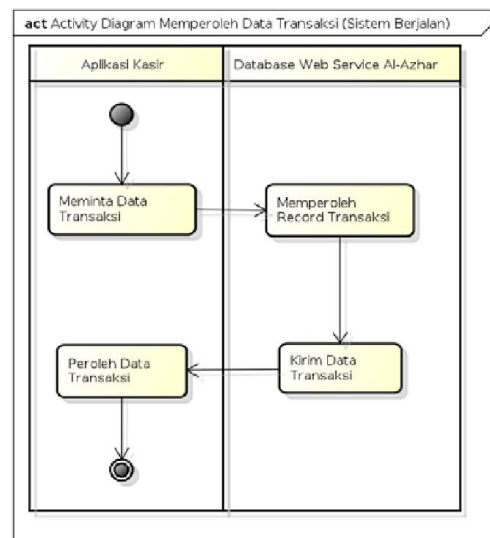 act Activity Diagram Memperoleh Data Transaksi (Sistem Berjalan)
Aplikasi Kasir
Database Web Service Al-Azhar
Meminta Data
Transaksi
Memperoleh
Record Transaksi
Kirim Data
Transaksi
Peroleh Data
Transaksi